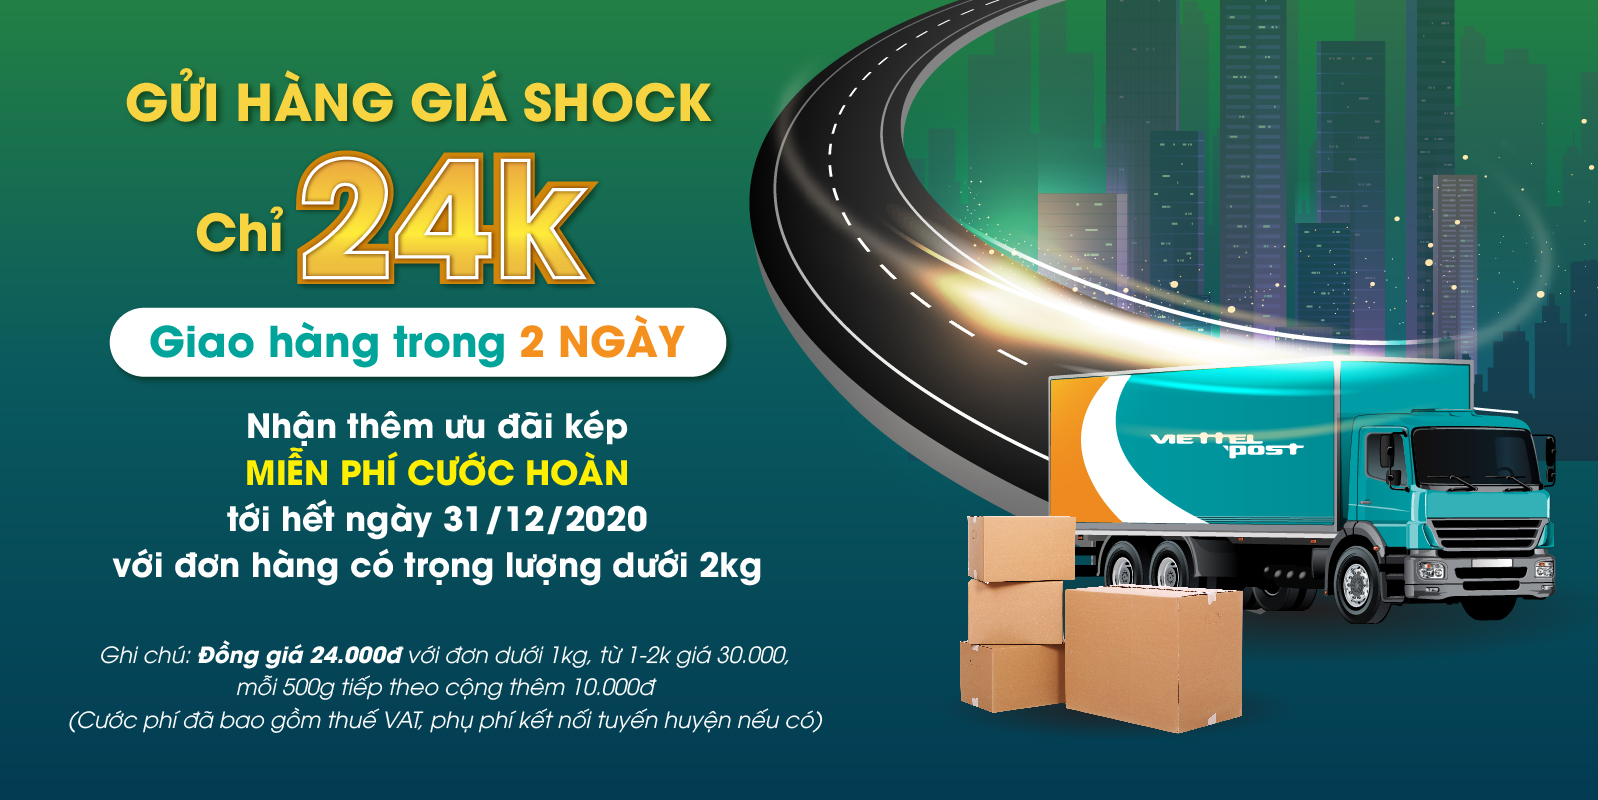 GỬI HÀNG GIÁ SHOCK
Chỉ 24k
Giao hàng trong 2 NGÀY
Nhận thêm ưu đãi kép
MIỄN PHÍ CƯỚC HOÀN
tới hết ngày 31/12/2020
với đơn hàng có trọng lượng dưới 2kg
Ghi chú: Đồng giá 24.000đ với đơn dưới 1kg, từ 1-2k giá 30.000,
mỗi 500g tiếp theo cộng thêm 10.000đ
(Cước phí đã bao gồm thuế VAT, phụ phí kết nối tuyến huyện nếu có)
VIETTEL
post